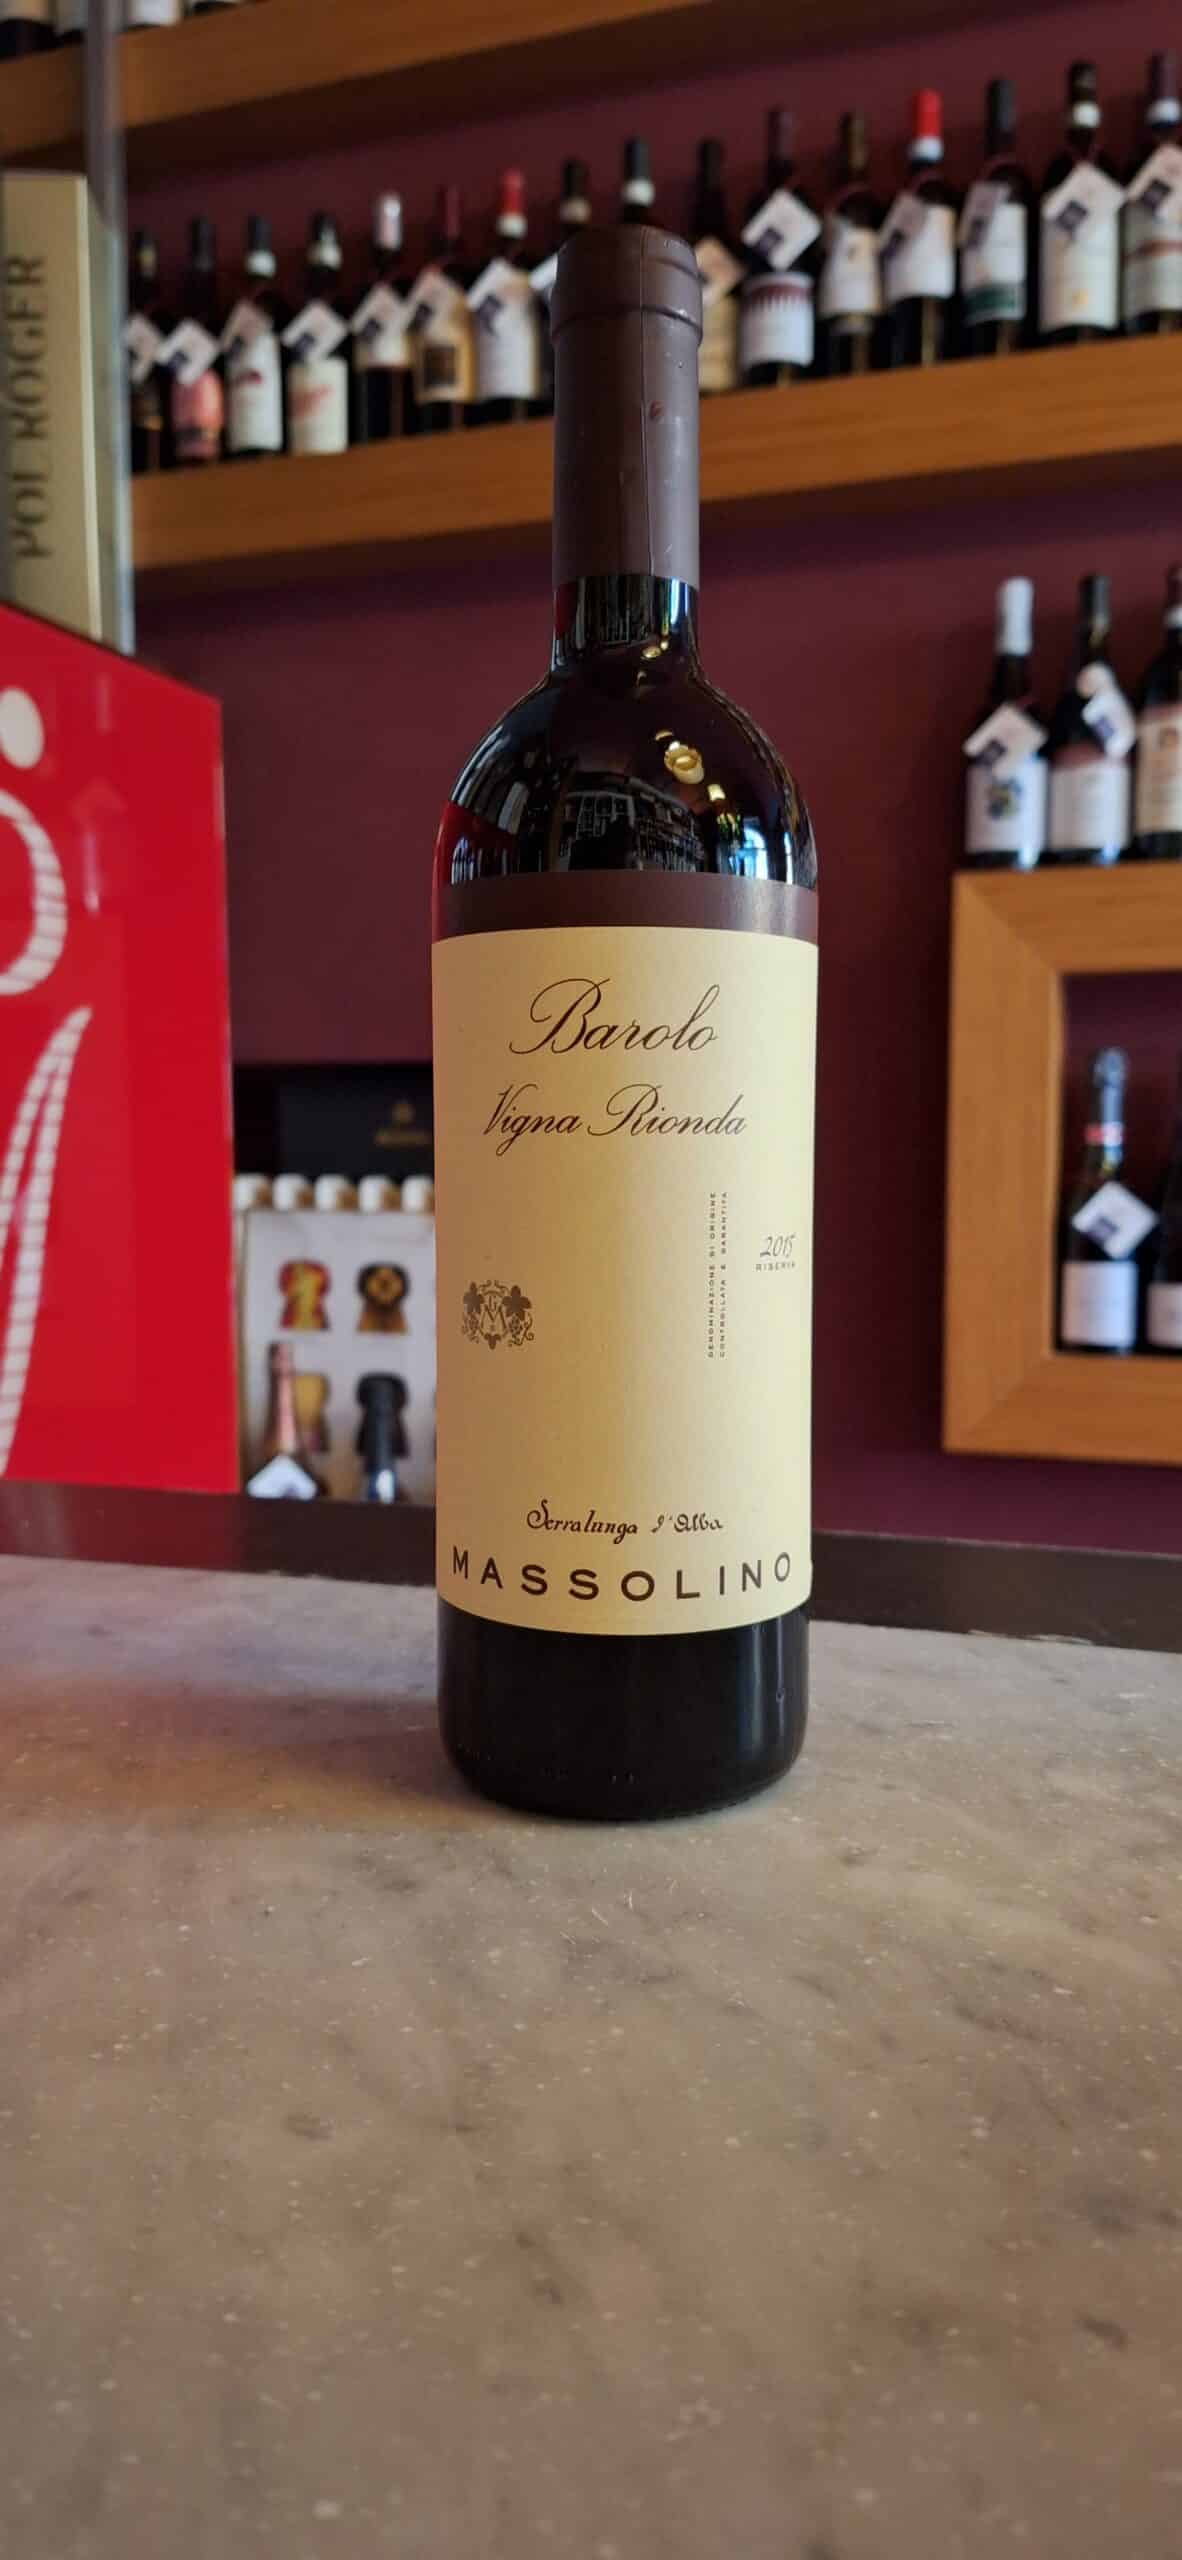 POL ROGER
Barolo
Vigna Rionda
DENOMINAZIONE DI ORIGINE
CONTROLLATA E GARANTITA
2015
RISERVA
Serralunga d'Alba
MASSOLINO